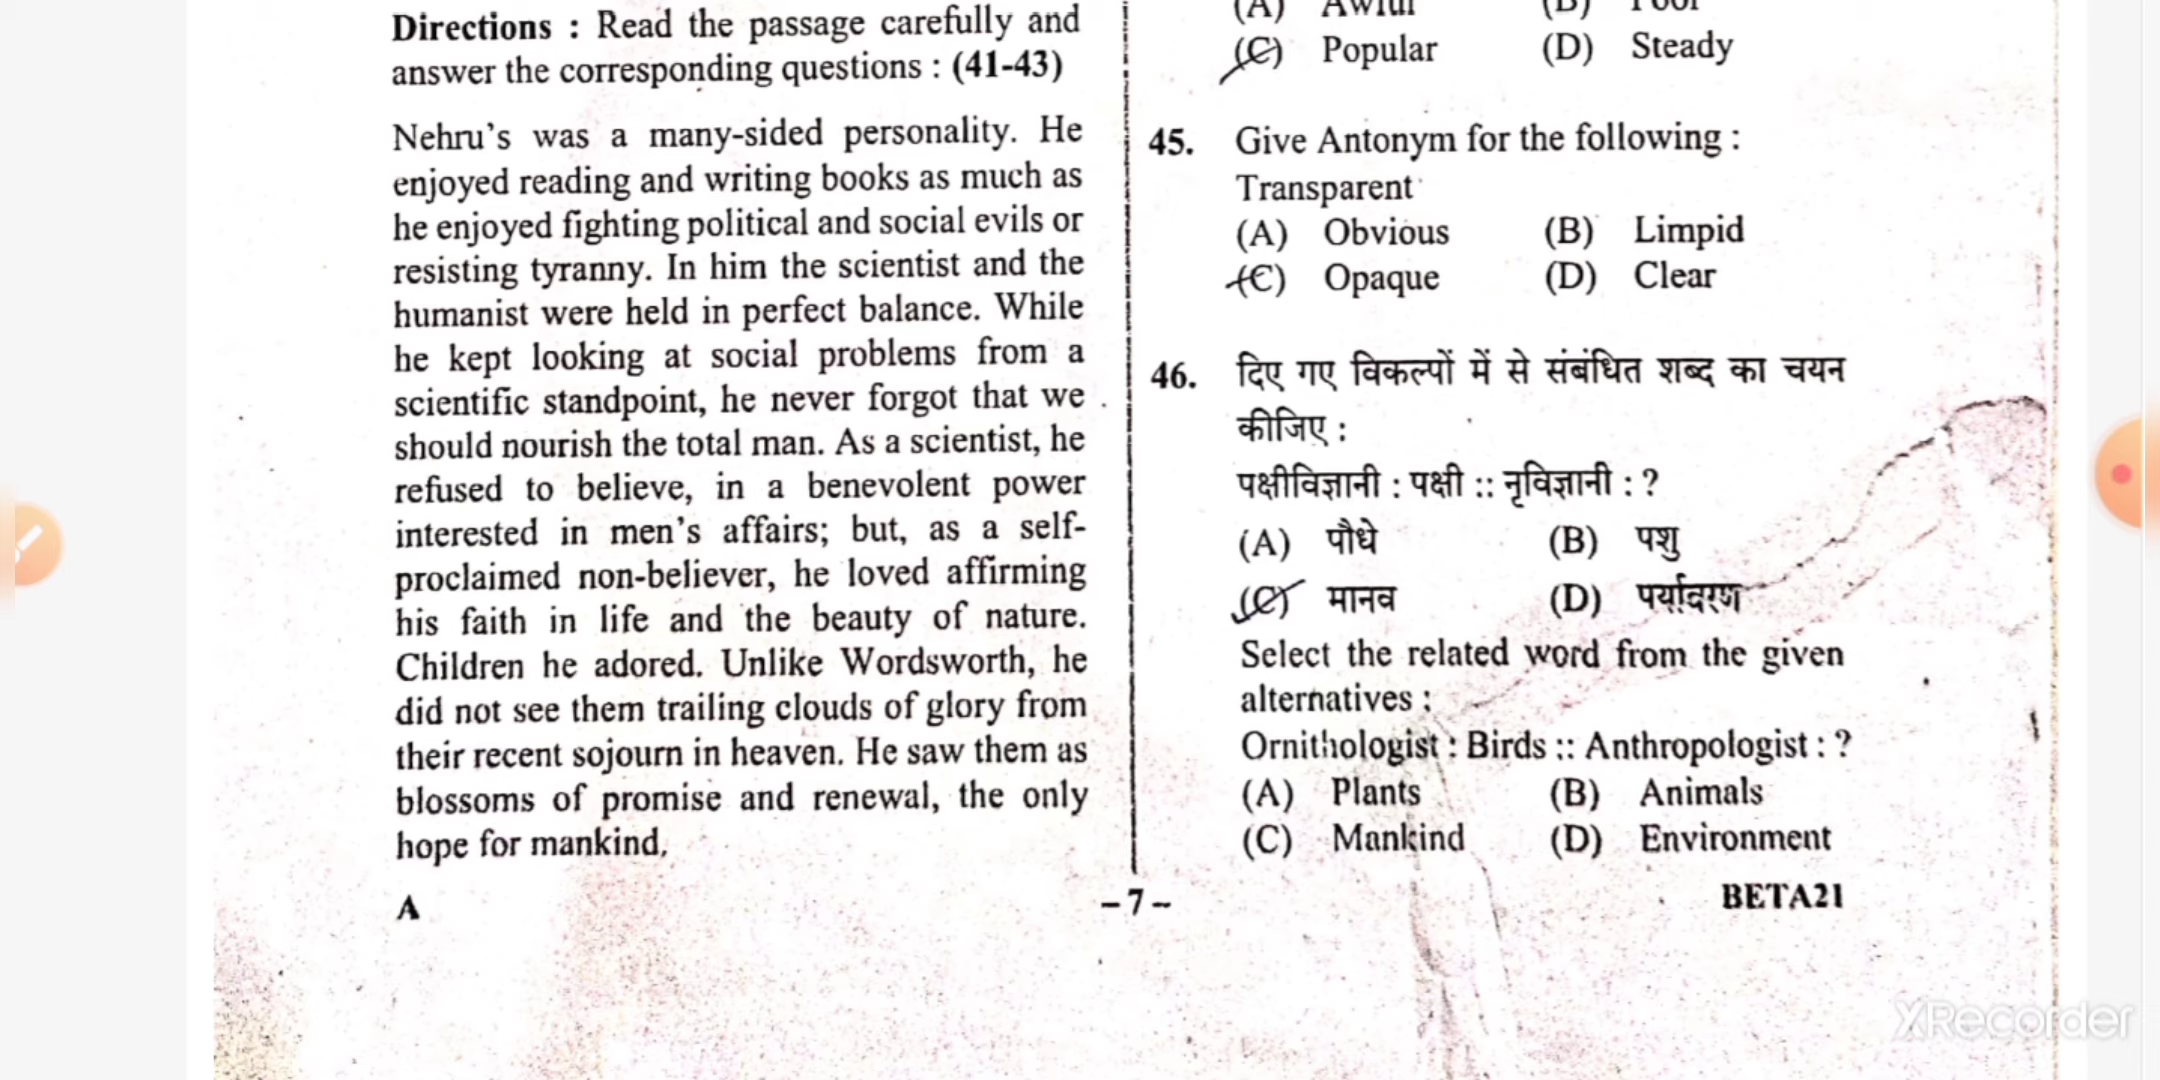 Directions : Read the passage carefully and
answer the corresponding questions : (41-43)
Nehru's was a many-sided personality. He
enjoyed reading and writing books as much as
he enjoyed fighting political and social evils or
resisting tyranny. In him the scientist and the
humanist were held in perfect balance. While
he kept looking at social problems from a
scientific standpoint, he never forgot that we
should nourish the total man. As a scientist, he
refused to believe, in a benevolent power
interested in men's affairs; but, as a self-
proclaimed non-believer, he loved affirming
his faith in life and the beauty of nature.
Children he adored. Unlike Wordsworth, he
did not see them trailing clouds of glory from
their recent sojourn in heaven. He saw them as
blossoms of promise and renewal, the only
hope for mankind.
(A) Awful (B) Poor
(C) Popular (D) Steady
45. Give Antonym for the following :
Transparent
(A) Obvious (B) Limpid
(C) Opaque (D) Clear
46. दिए गए विकल्पों में से संबंधित शब्द का चयन
कीजिए :
पक्षीविज्ञानी : पक्षी :: नृविज्ञानी : ?
(A) पौधे (B) पशु
(C) मानव (D) पर्यावरण
Select the related word from the given
alternatives :
Ornithologist : Birds :: Anthropologist : ?
(A) Plants (B) Animals
(C) Mankind (D) Environment
A
-7-
BETA21
XRecorder